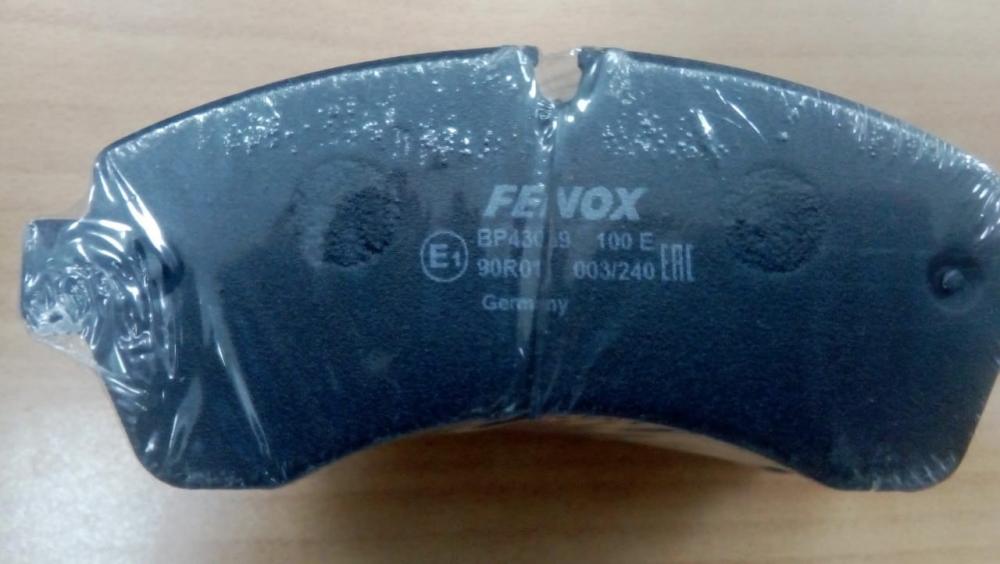 FENOX
100 E
E1 90R01 003/240 EAC
Germany